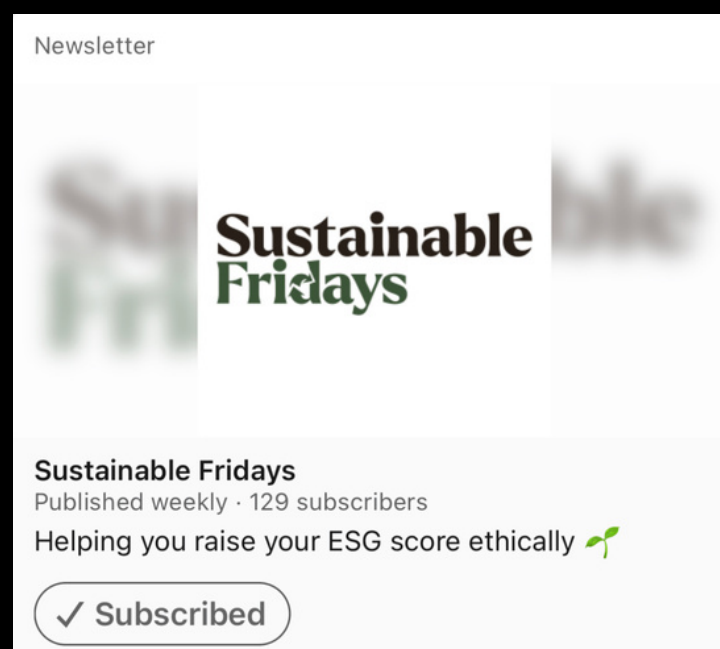 Newsletter
Sustainable
Fridays
Sustainable Fridays
Published weekly · 129 subscribers
Helping you raise your ESG score ethically 🌱
✓ Subscribed